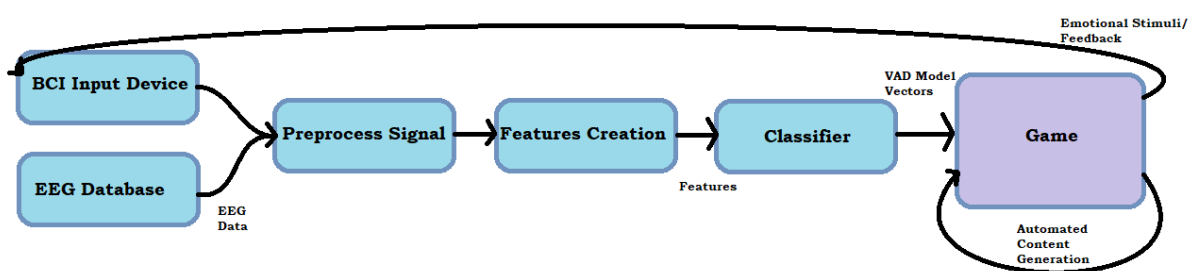 Emotional Stimuli/
Feedback
BCI Input Device
VAD Model
Vectors
Preprocess Signal
Features Creation
Classifier
Game
EEG Database
Features
EEG
Data
Automated
Content
Generation